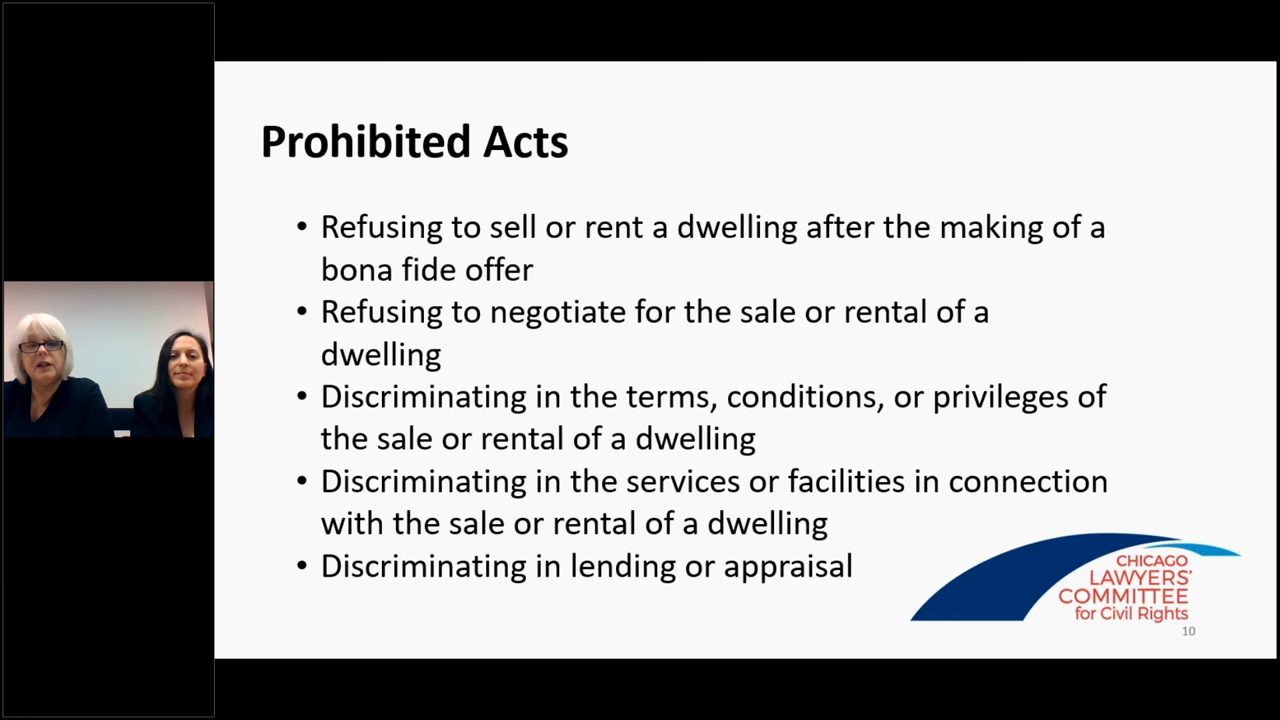 Prohibited Acts
• Refusing to sell or rent a dwelling after the making of a
bona fide offer
• Refusing to negotiate for the sale or rental of a
dwelling
• Discriminating in the terms, conditions, or privileges of
the sale or rental of a dwelling
• Discriminating in the services or facilities in connection
with the sale or rental of a dwelling
• Discriminating in lending or appraisal
CHICAGO
LAWYERS'
COMMITTEE
for Civil Rights
10